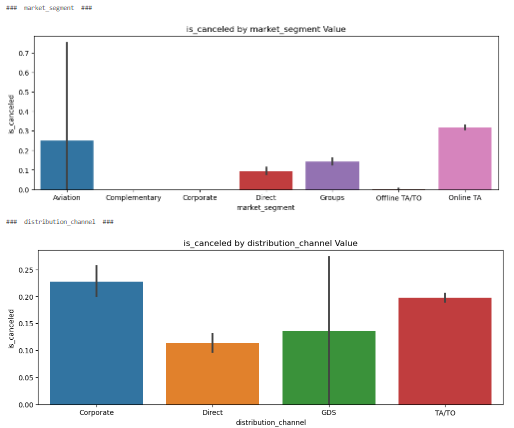 ### market_segment ###
is_canceled by market_segment Value
0.7
0.6
0.5
0.4
0.3
0.2
0.1
0.0
is_canceled
Aviation Complementary Corporate Direct Groups Offline TA/TO Online TA
market_segment
### distribution_channel ###
is_canceled by distribution_channel Value
0.25
0.20
0.15
0.10
0.05
0.00
is_canceled
Corporate Direct GDS TA/TO
distribution_channel